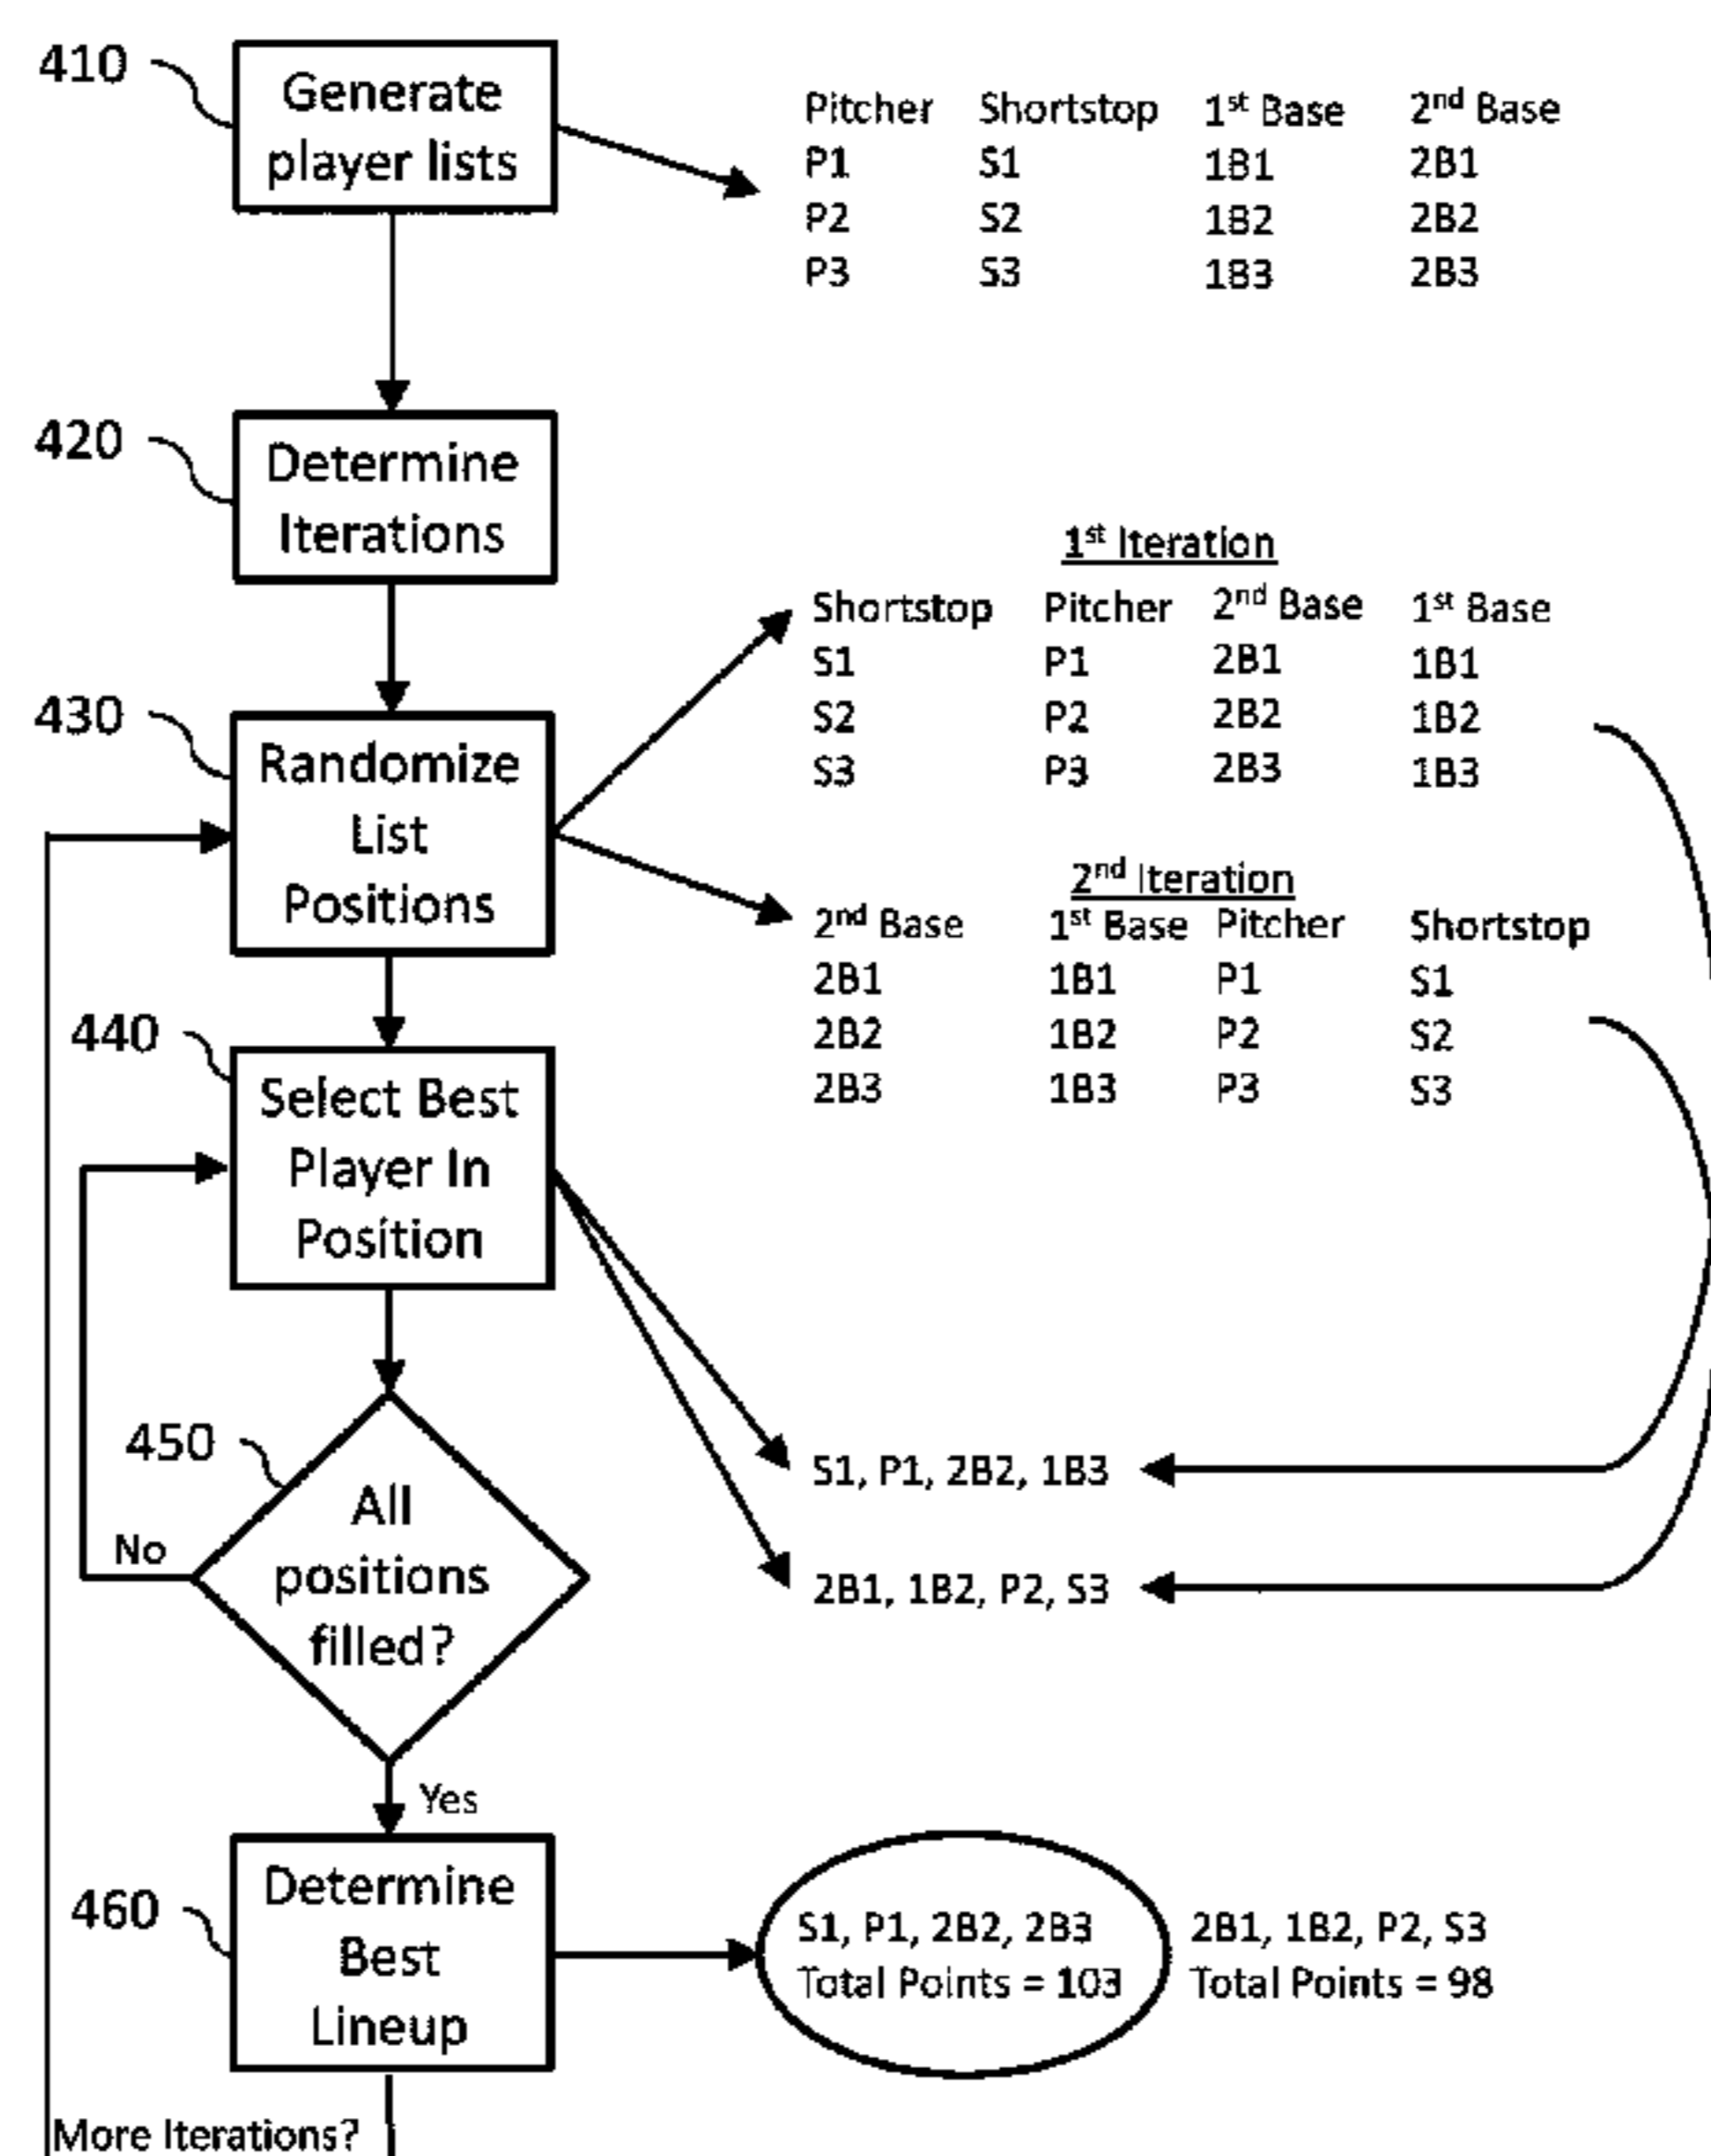 410
Generate
player lists
Pitcher Shortstop 1st Base 2nd Base
P1 S1 1B1 2B1
P2 S2 1B2 2B2
P3 S3 1B3 2B3
420
Determine
Iterations
1st Iteration
Shortstop Pitcher 2nd Base 1st Base
S1 P1 2B1 1B1
S2 P2 2B2 1B2
S3 P3 2B3 1B3
430
Randomize
List
Positions
2nd Iteration
2nd Base 1st Base Pitcher Shortstop
2B1 1B1 P1 S1
2B2 1B2 P2 S2
2B3 1B3 P3 S3
440
Select Best
Player In
Position
S1, P1, 2B2, 1B3
2B1, 1B2, P2, S3
450
All
positions
filled?
No
Yes
460
Determine
Best
Lineup
S1, P1, 2B2, 2B3
Total Points = 103
2B1, 1B2, P2, S3
Total Points = 98
More Iterations?